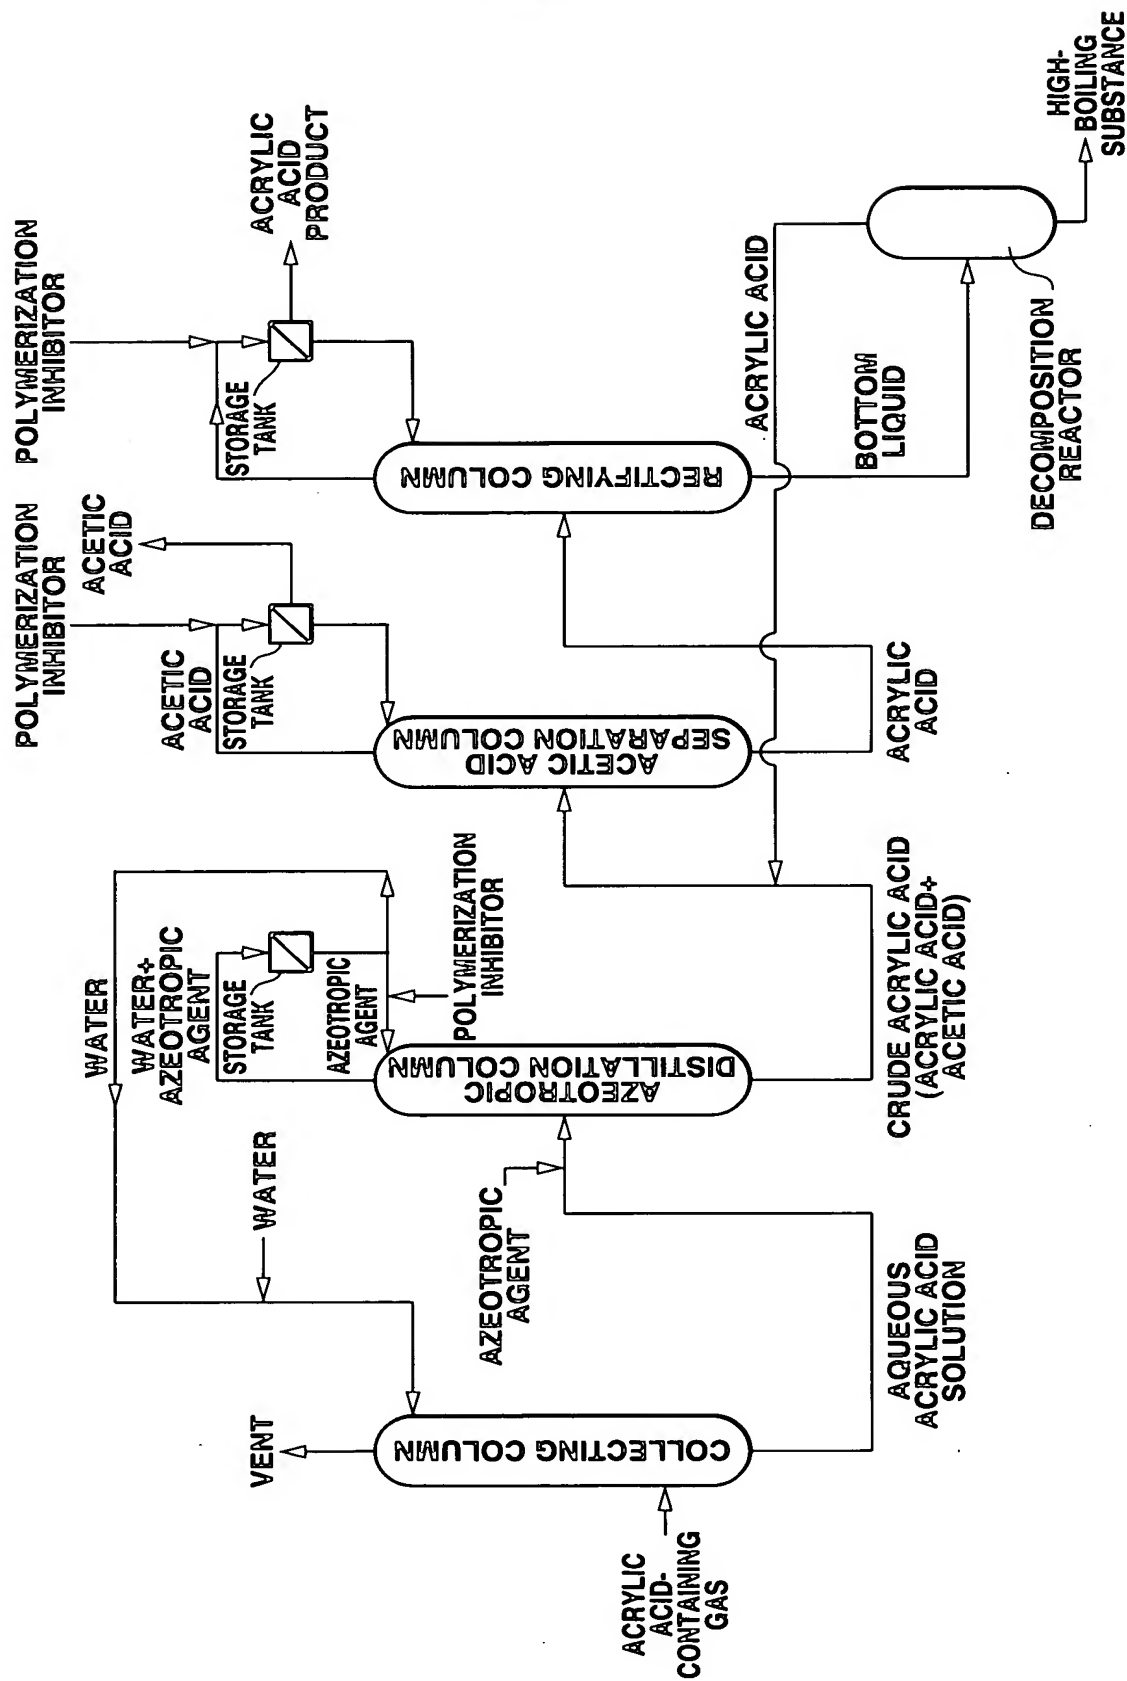 ACRYLIC
ACID-
CONTAINING
GAS
VENT
COLLECTING COLUMN
WATER
WATER
AQUEOUS
ACRYLIC ACID
SOLUTION
AZEOTROPIC
AGENT
WATER+
AZEOTROPIC
AGENT
STORAGE
TANK
AZEOTROPIC
AGENT
POLYMERIZATION
INHIBITOR
AZEOTROPIC
DISTILLATION COLUMN
CRUDE ACRYLIC ACID
(ACRYLIC ACID+
ACETIC ACID)
POLYMERIZATION
INHIBITOR
ACETIC
ACID
ACETIC
ACID
STORAGE
TANK
ACETIC ACID
SEPARATION COLUMN
ACRYLIC
ACID
POLYMERIZATION
INHIBITOR
STORAGE
TANK
ACRYLIC
ACID
PRODUCT
RECTIFYING COLUMN
ACRYLIC ACID
BOTTOM
LIQUID
DECOMPOSITION
REACTOR
HIGH-
BOILING
SUBSTANCE